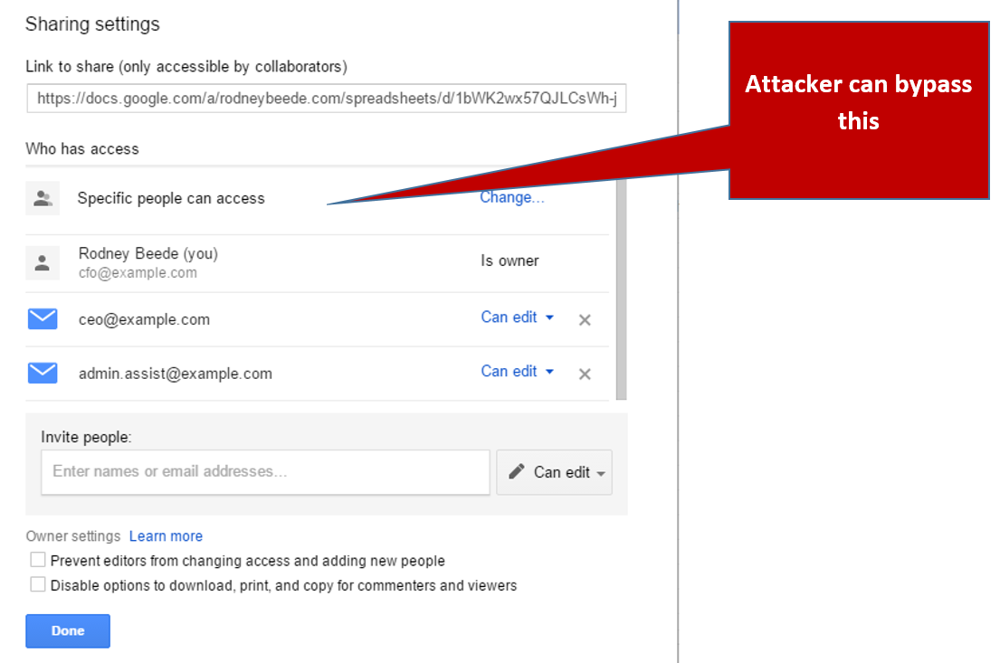 Sharing settings
Link to share (only accessible by collaborators)
https://docs.google.com/a/rodneybeede.com/spreadsheets/d/1bWK2wx57QJLCsWh-j
Who has access
Specific people can access
Change...
Rodney Beede (you)
cfo@example.com
Is owner
ceo@example.com
Can edit
admin.assist@example.com
Can edit
Invite people:
Enter names or email addresses...
Can edit
Owner settings Learn more
Prevent editors from changing access and adding new people
Disable options to download, print, and copy for commenters and viewers
Done
Attacker can bypass
this